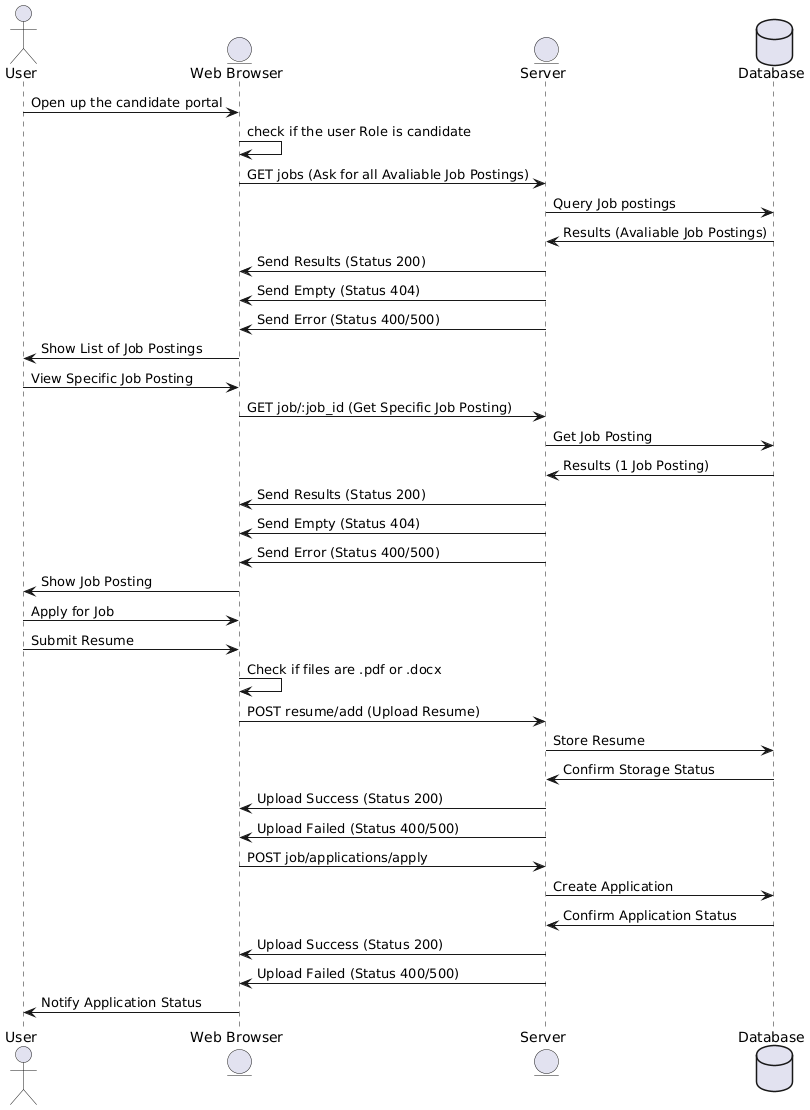 User
Web Browser
Server
Database
Open up the candidate portal
check if the user Role is candidate
GET jobs (Ask for all Avaliable Job Postings)
Query Job postings
Results (Avaliable Job Postings)
Send Results (Status 200)
Send Empty (Status 404)
Send Error (Status 400/500)
Show List of Job Postings
View Specific Job Posting
GET job/:job_id (Get Specific Job Posting)
Get Job Posting
Results (1 Job Posting)
Send Results (Status 200)
Send Empty (Status 404)
Send Error (Status 400/500)
Show Job Posting
Apply for Job
Submit Resume
Check if files are .pdf or .docx
POST resume/add (Upload Resume)
Store Resume
Confirm Storage Status
Upload Success (Status 200)
Upload Failed (Status 400/500)
POST job/applications/apply
Create Application
Confirm Application Status
Upload Success (Status 200)
Upload Failed (Status 400/500)
Notify Application Status
User
Web Browser
Server
Database